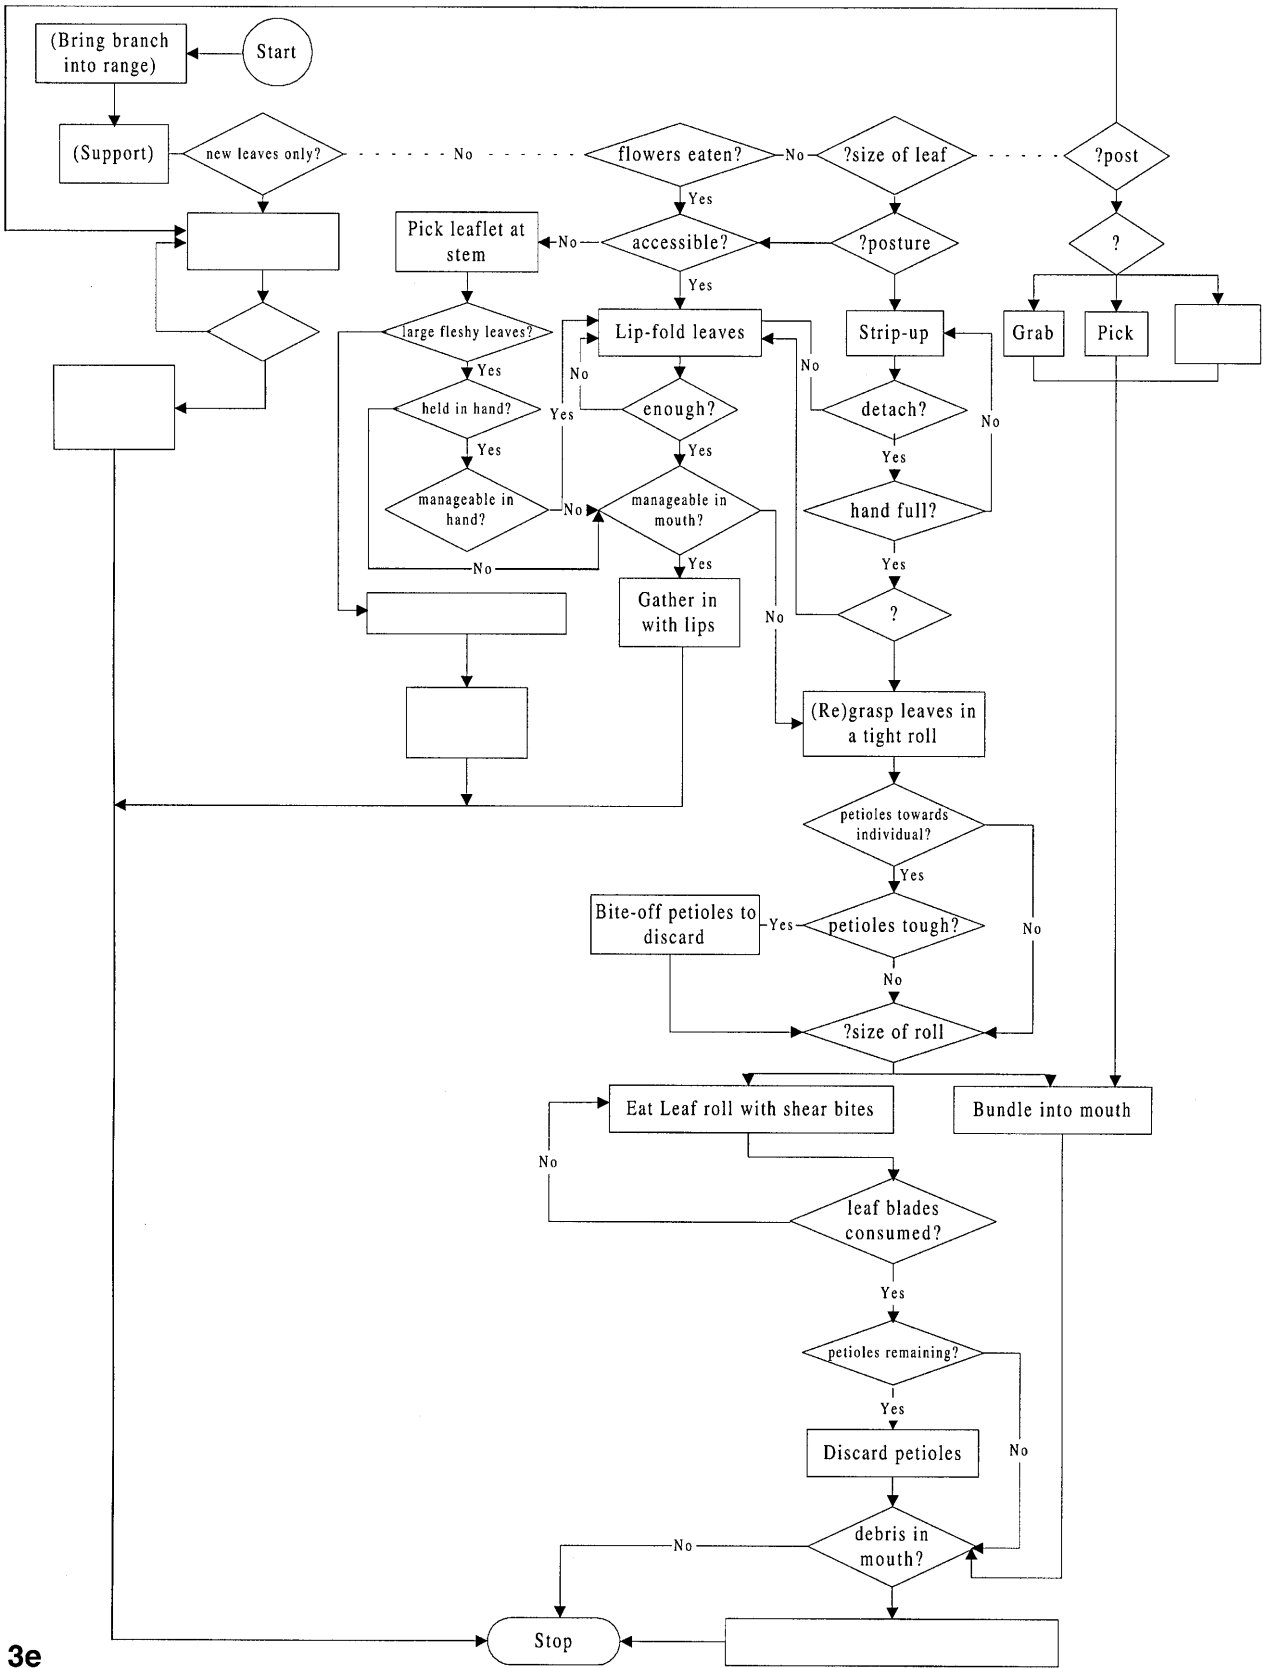 (Bring branch
into range)
Start
(Support)
new leaves only?
No
flowers eaten?
No
?size of leaf
?post
Yes
Pick leaflet at
stem
No
accessible?
?posture
?
Yes
large fleshy leaves?
Lip-fold leaves
Strip-up
Grab
Pick
Yes
No
No
held in hand?
Yes
enough?
detach?
No
Yes
Yes
Yes
manageable in
hand?
No
manageable in
mouth?
hand full?
No
Yes
Yes
Gather in
with lips
No
?
(Re)grasp leaves in
a tight roll
petioles towards
individual?
Yes
Bite-off petioles to
discard
Yes
petioles tough?
No
No
?size of roll
Eat Leaf roll with shear bites
Bundle into mouth
No
leaf blades
consumed?
Yes
petioles remaining?
Yes
No
Discard petioles
debris in
mouth?
No
Stop
3e